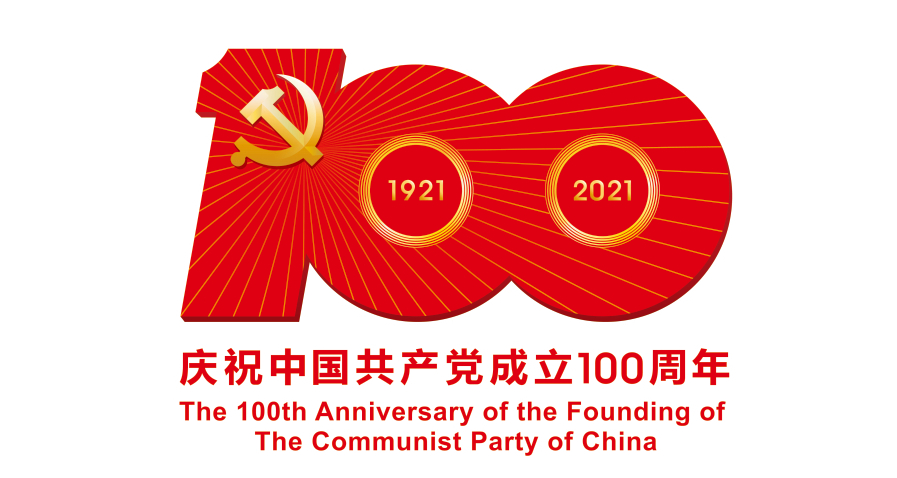 100
1921 2021
庆祝中国共产党成立100周年
The 100th Anniversary of the Founding of
The Communist Party of China